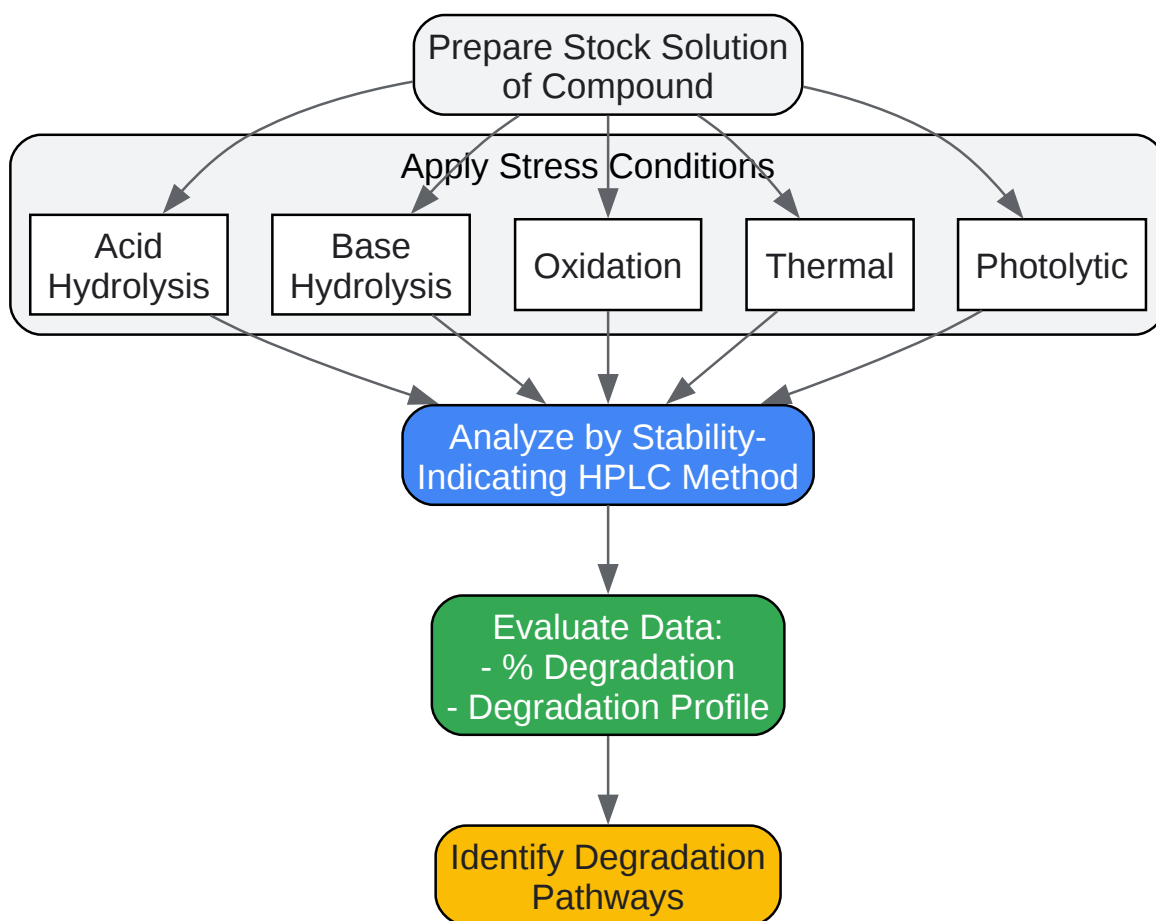 Prepare Stock Solution
of Compound
Apply Stress Conditions
Acid
Hydrolysis
Base
Hydrolysis
Oxidation
Thermal
Photolytic
Analyze by Stability-
Indicating HPLC Method
Evaluate Data:
- % Degradation
- Degradation Profile
Identify Degradation
Pathways